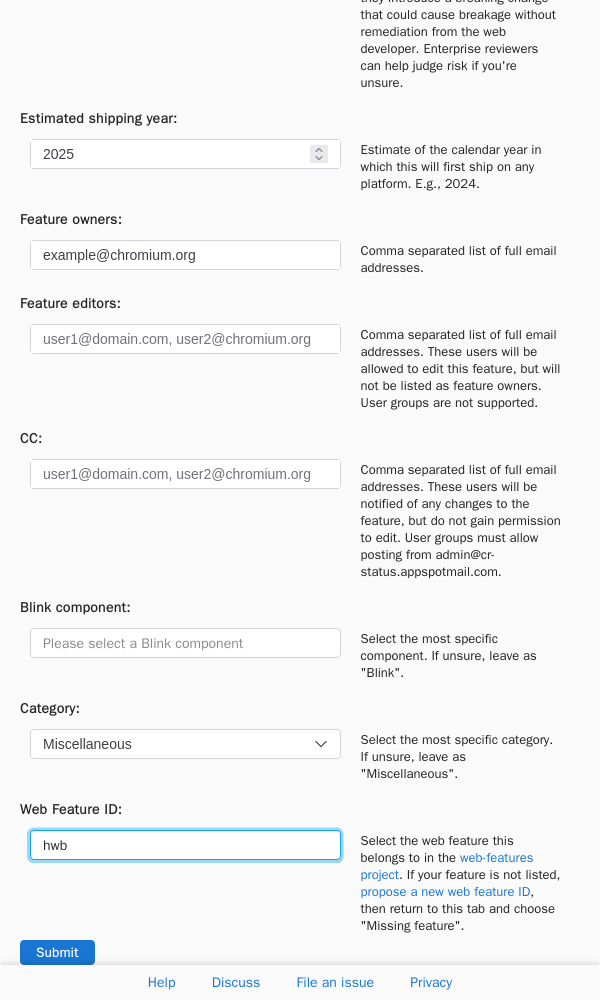 they introduce a breaking change
that could cause breakage without
remediation from the web
developer. Enterprise reviewers
can help judge risk if you're
unsure.
Estimated shipping year:
2025
Estimate of the calendar year in
which this will first ship on any
platform. E.g., 2024.
Feature owners:
example@chromium.org
Comma separated list of full email
addresses.
Feature editors:
user1@domain.com, user2@chromium.org
Comma separated list of full email
addresses. These users will be
allowed to edit this feature, but will
not be listed as feature owners.
User groups are not supported.
CC:
user1@domain.com, user2@chromium.org
Comma separated list of full email
addresses. These users will be
notified of any changes to the
feature, but do not gain permission
to edit. User groups must allow
posting from admin@cr-
status.appspotmail.com.
Blink component:
Please select a Blink component
Select the most specific
component. If unsure, leave as
"Blink".
Category:
Miscellaneous
Select the most specific category.
If unsure, leave as
"Miscellaneous".
Web Feature ID:
hwb
Select the web feature this
belongs to in the web-features
project. If your feature is not listed,
propose a new web feature ID,
then return to this tab and choose
"Missing feature".
Submit
Help Discuss File an issue Privacy